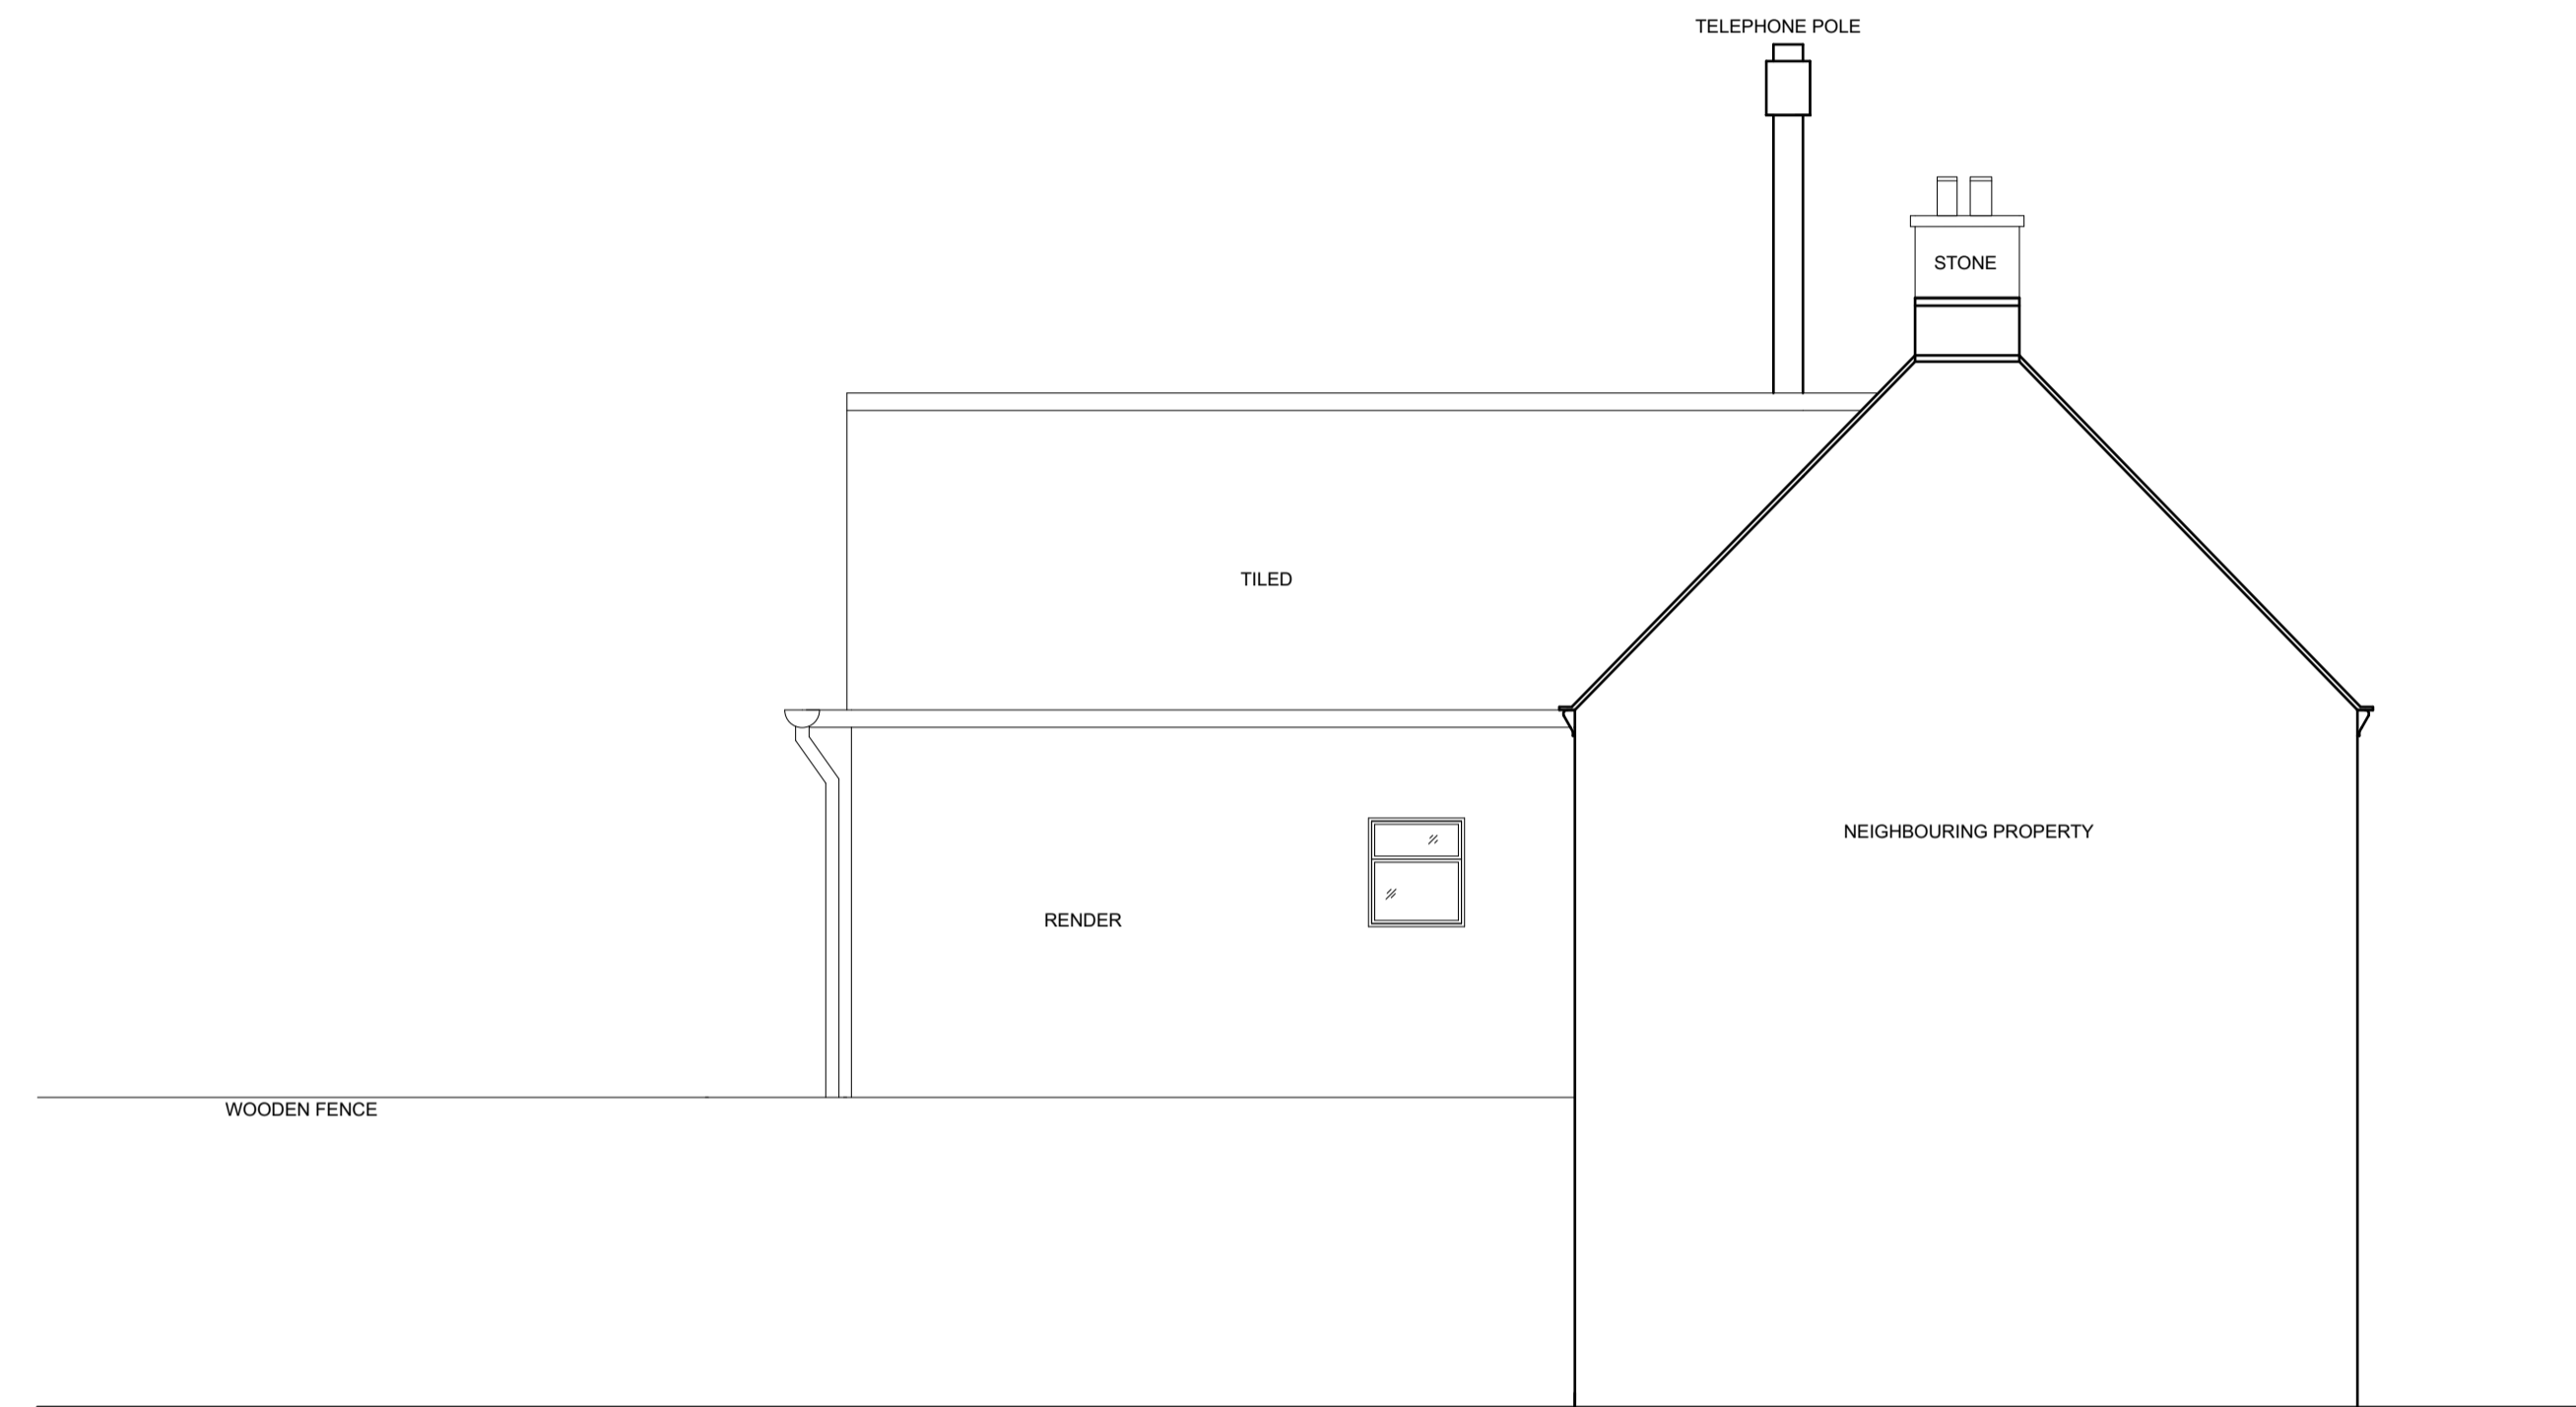 TELEPHONE POLE
STONE
TILED
NEIGHBOURING PROPERTY
RENDER
WOODEN FENCE